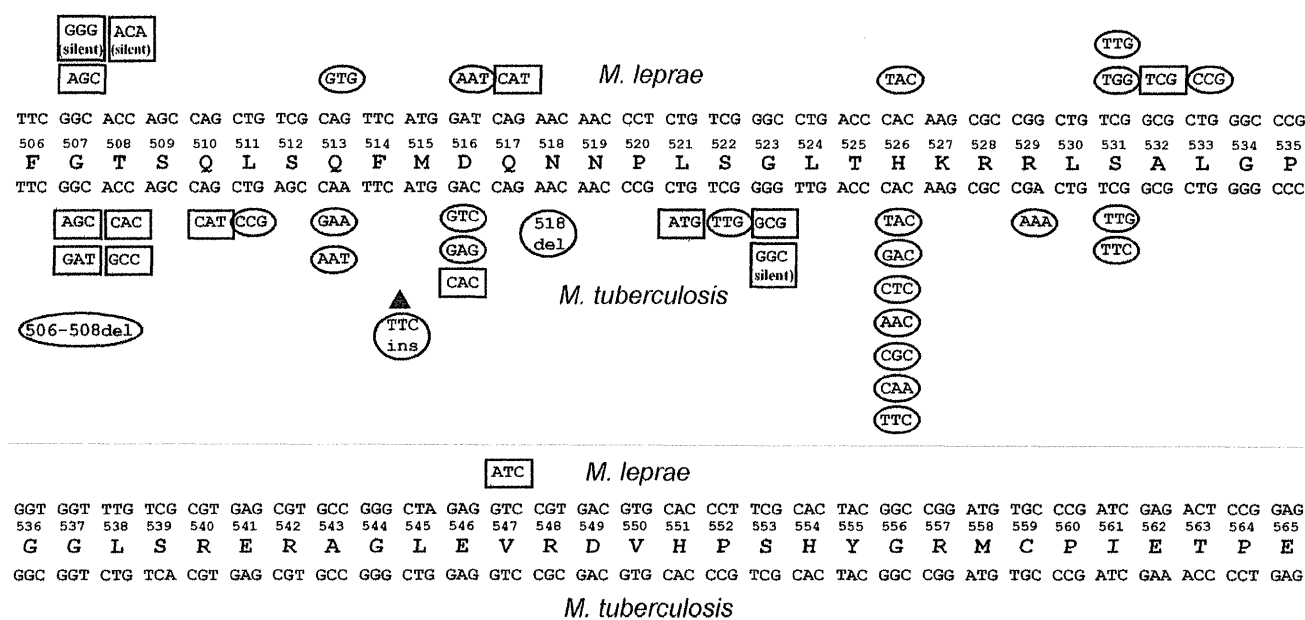 GGG ACA
(silent) (silent)
TTG
AGC GTG AAT CAT M. leprae TAC TGG TCG CCG
TTC GGC ACC AGC CAG CTG TCG CAG TTC ATG GAT CAG AAC AAC CCT CTG TCG GGC CTG ACC CAC AAG CGC CGG CTG TCG GCG CTG GGC CCG
506 507 508 509 510 511 512 513 514 515 516 517 518 519 520 521 522 523 524 525 526 527 528 529 530 531 532 533 534 535
F G T S Q L S Q F M D Q N N P L S G L T H K R R L S A L G P
TTC GGC ACC AGC CAG CTG AGC CAA TTC ATG GAC CAG AAC AAC CCG CTG TCG GGG TTG ACC CAC AAG CGC CGA CTG TCG GCG CTG GGG CCC
AGC CAC CAT CCG GAA GTC 518 del ATG TTG GCG TAC AAA TTG
GAT GCC AAT GAG GGC (silent) GAC TTC
CAC M. tuberculosis CTC
506-508del TTC ins AAC
CGC
CAA
TTC
ATC M. leprae
GGT GGT TTG TCG CGT GAG CGT GCC GGG CTA GAG GTC CGT GAC GTG CAC CCT TCG CAC TAC GGC CGG ATG TGC CCG ATC GAG ACT CCG GAG
536 537 538 539 540 541 542 543 544 545 546 547 548 549 550 551 552 553 554 555 556 557 558 559 560 561 562 563 564 565
G G L S R E R A G L E V R D V H P S H Y G R M C P I E T P E
GGC GGT CTG TCA CGT GAG CGT GCC GGG CTG GAG GTC CGC GAC GTG CAC CCG TCG CAC TAC GGC CGG ATG TGC CCG ATC GAA ACC CCT GAG
M. tuberculosis